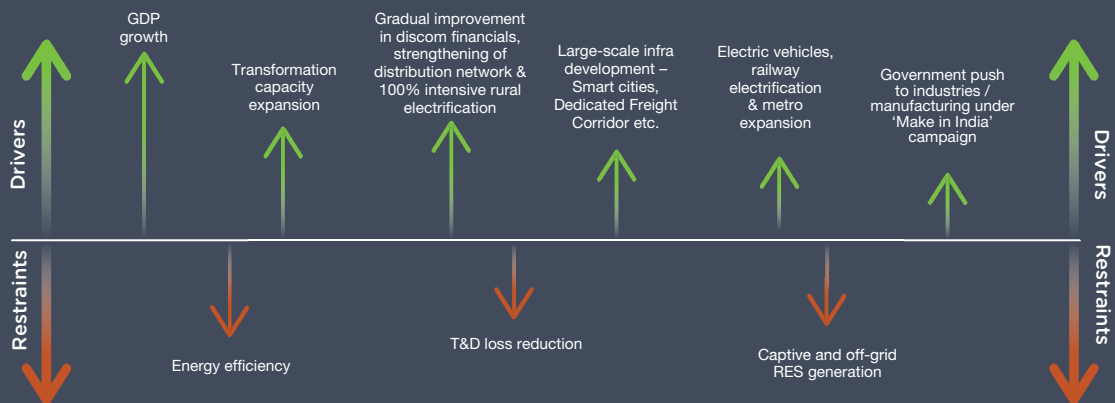 Drivers
GDP
growth
Transformation
capacity
expansion
Gradual improvement
in discom financials,
strengthening of
distribution network &
100% intensive rural
electrification
Large-scale infra
development –
Smart cities,
Dedicated Freight
Corridor etc.
Electric vehicles,
railway
electrification
& metro
expansion
Government push
to industries /
manufacturing under
‘Make in India’
campaign
Drivers
Restraints
Energy efficiency
T&D loss reduction
Captive and off-grid
RES generation
Restraints